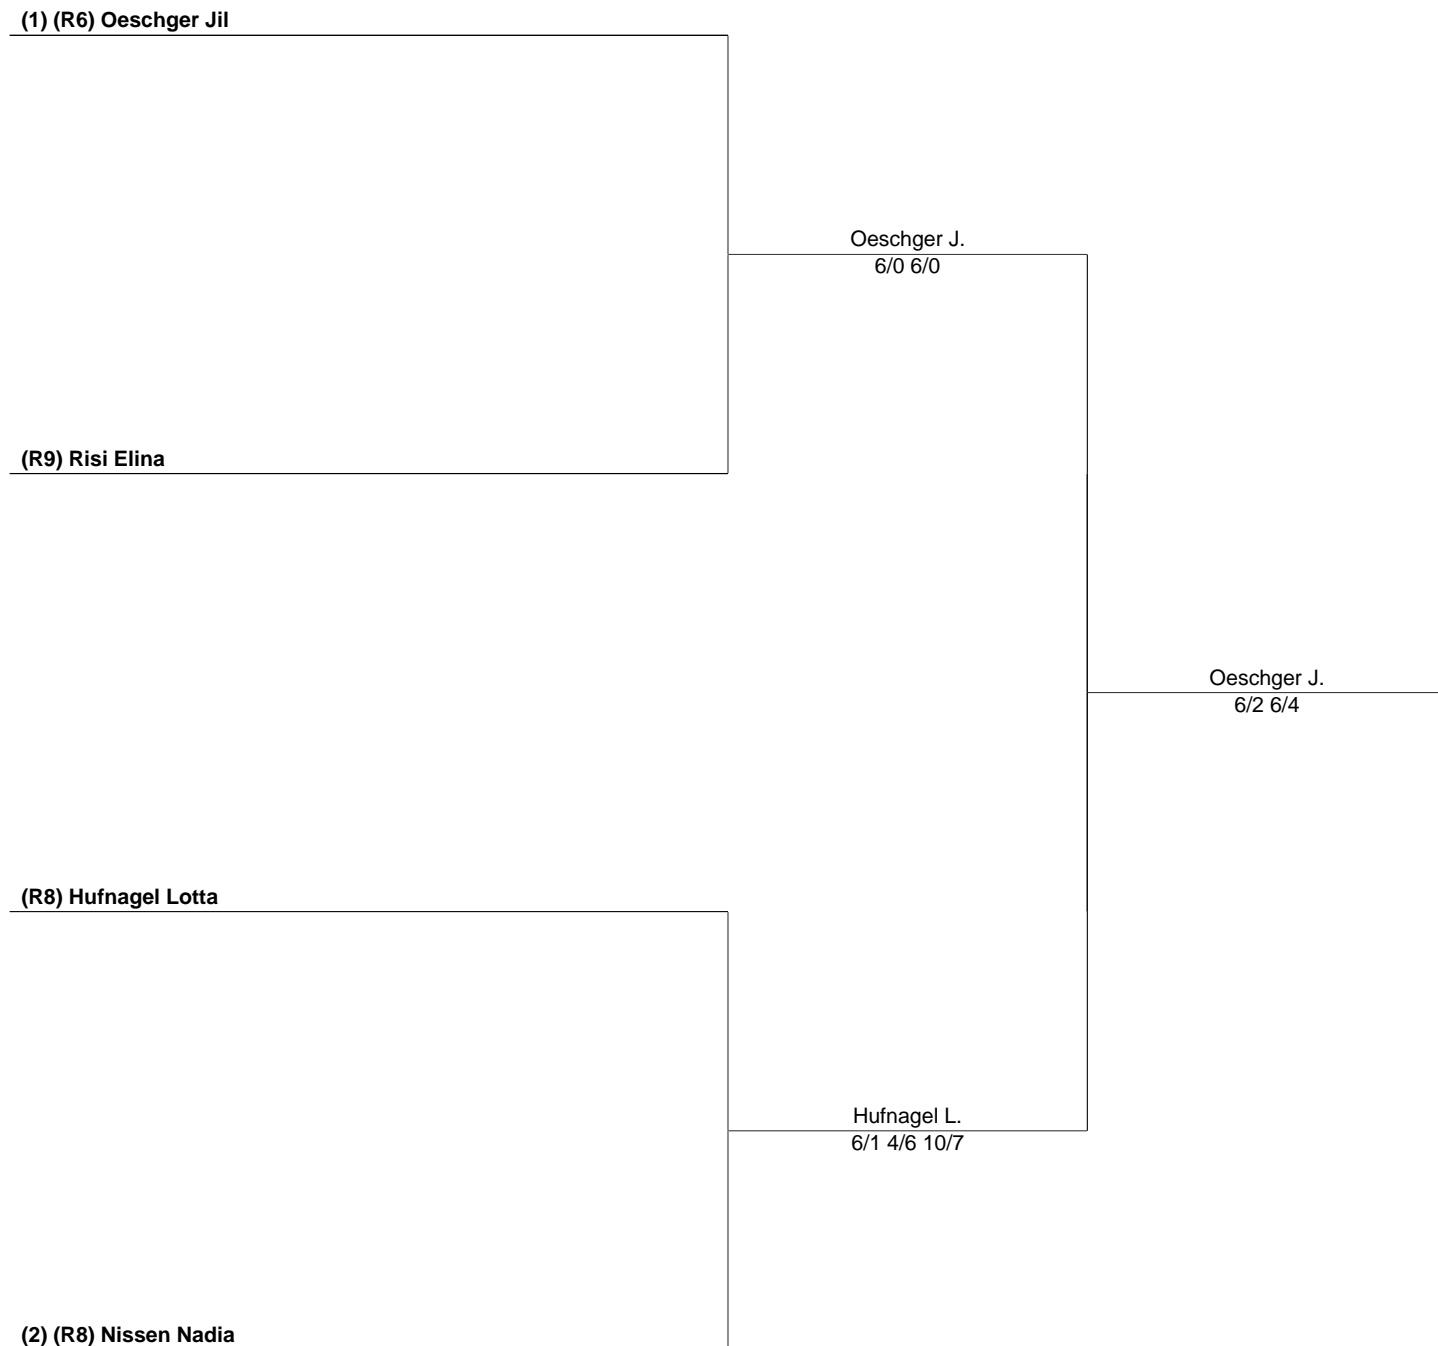 (1) (R6) Oeschger Jil
Oeschger J.
6/0 6/0
(R9) Risi Elina
Oeschger J.
6/2 6/4
(R8) Hufnagel Lotta
Hufnagel L.
6/1 4/6 10/7
(2) (R8) Nissen Nadia